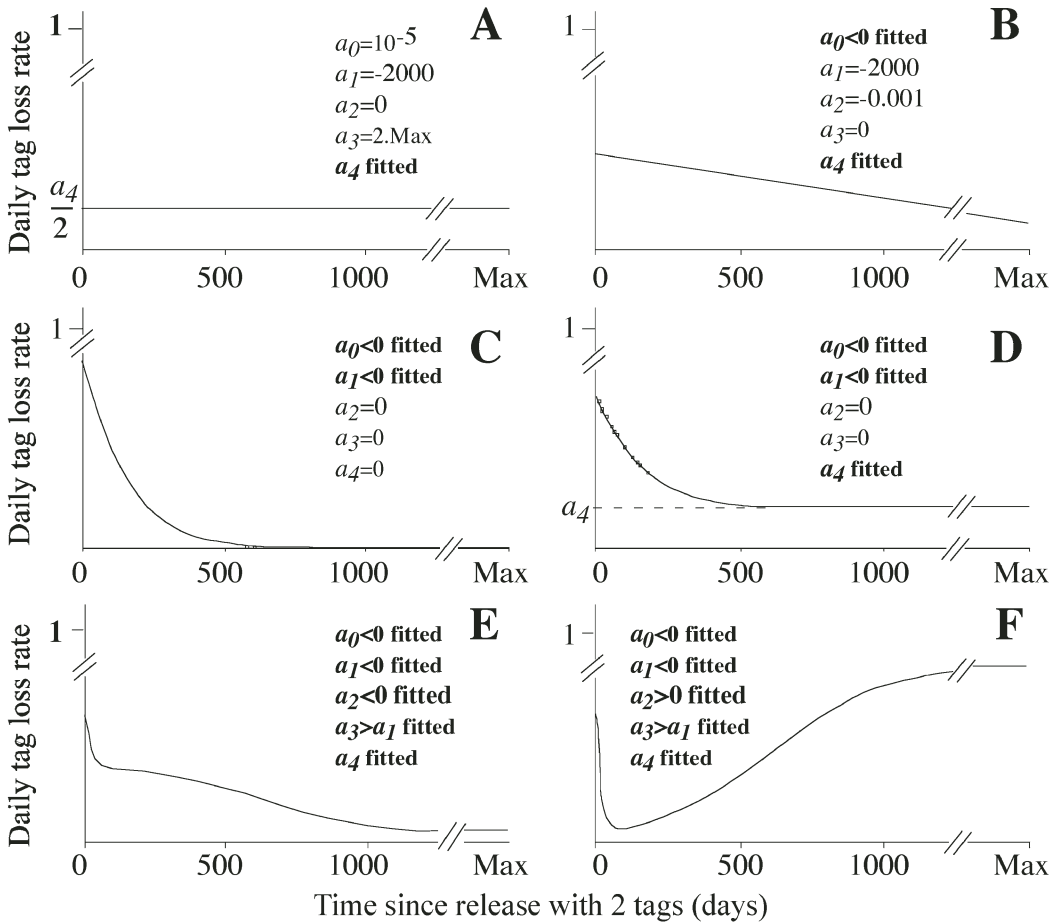 A
B
1
1
Daily tag loss rate
a0=10-5
a1=-2000
a2=0
a3=2.Max
a4 fitted
a0<0 fitted
a1=-2000
a2=-0.001
a3=0
a4 fitted
a4
2
0 500 1000 Max
0 500 1000 Max
C
D
1
1
Daily tag loss rate
a0<0 fitted
a1<0 fitted
a2=0
a3=0
a4=0
a0<0 fitted
a1<0 fitted
a2=0
a3=0
a4 fitted
a4
0 500 1000 Max
0 500 1000 Max
E
F
1
1
Daily tag loss rate
a0<0 fitted
a1<0 fitted
a2<0 fitted
a3>a1 fitted
a4 fitted
a0<0 fitted
a1<0 fitted
a2>0 fitted
a3>a1 fitted
a4 fitted
0 500 1000 Max
0 500 1000 Max
Time since release with 2 tags (days)